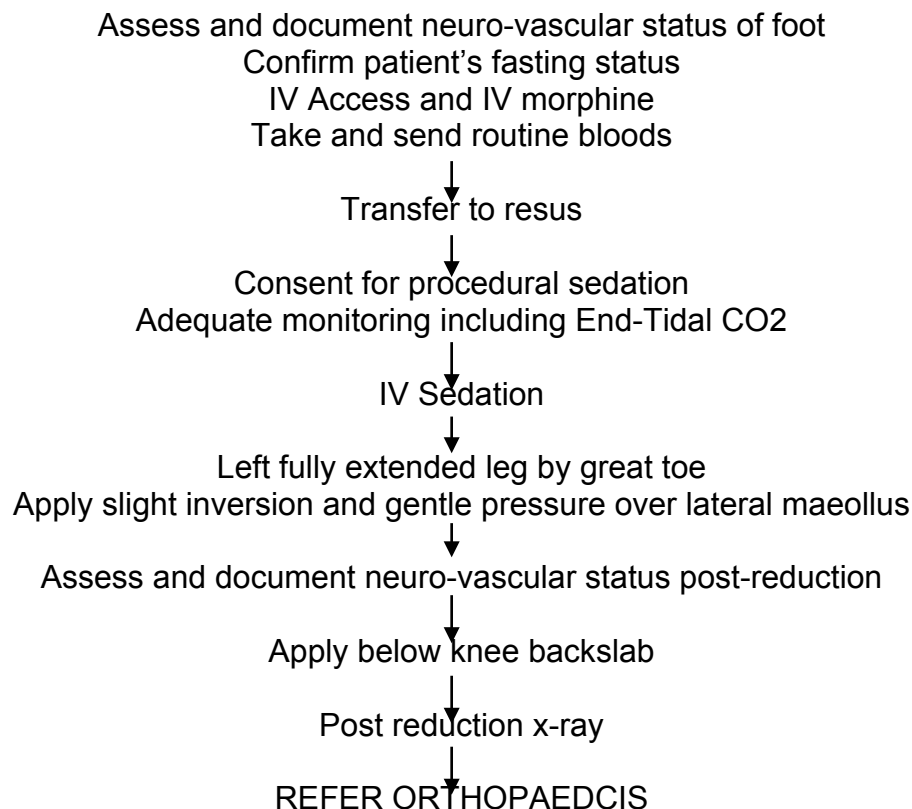 Assess and document neuro-vascular status of foot
Confirm patient’s fasting status
IV Access and IV morphine
Take and send routine bloods
Transfer to resus
Consent for procedural sedation
Adequate monitoring including End-Tidal CO2
IV Sedation
Left fully extended leg by great toe
Apply slight inversion and gentle pressure over lateral maeollus
Assess and document neuro-vascular status post-reduction
Apply below knee backslab
Post reduction x-ray
REFER ORTHOPAEDCIS